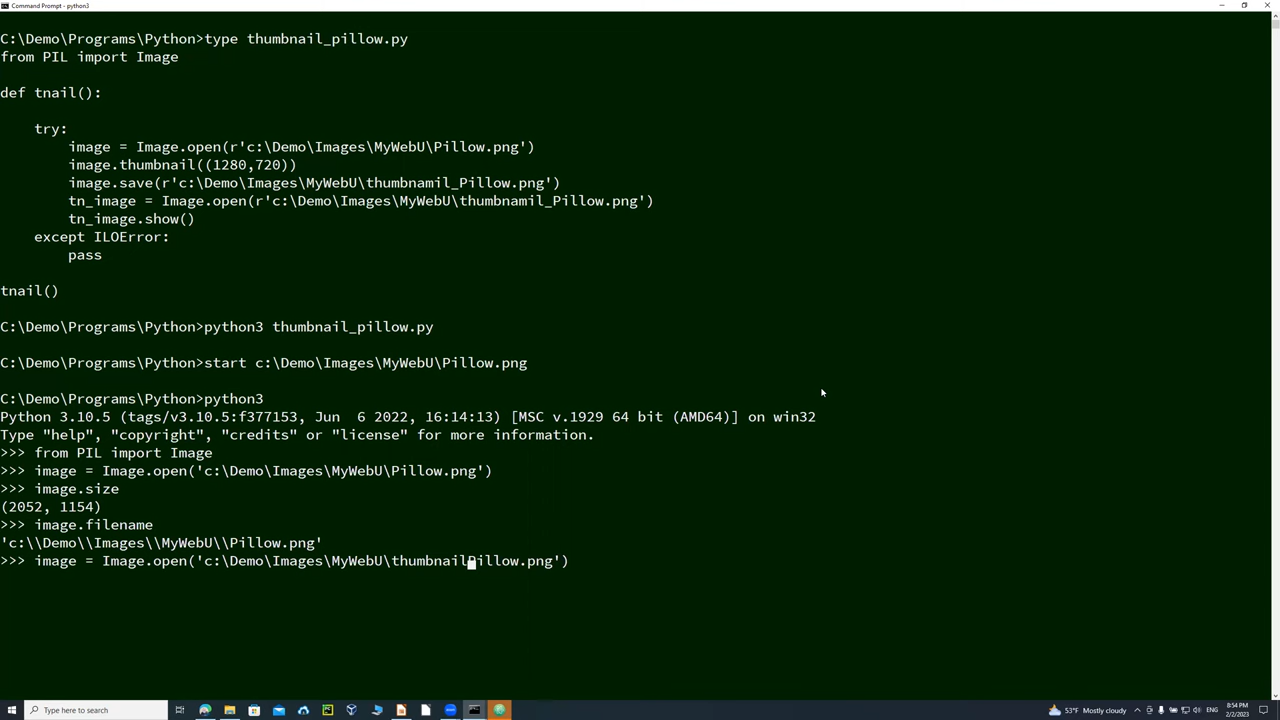 Command Prompt - python3
C:\Demo\Programs\Python>type thumbnail_pillow.py
from PIL import Image
def tnail():
try:
image = Image.open(r'c:\Demo\Images\MyWebU\Pillow.png')
image.thumbnail((1280,720))
image.save(r'c:\Demo\Images\MyWebU\thumbnamil_Pillow.png')
tn_image = Image.open(r'c:\Demo\Images\MyWebU\thumbnamil_Pillow.png')
tn_image.show()
except ILOError:
pass
tnail()
C:\Demo\Programs\Python>python3 thumbnail_pillow.py
C:\Demo\Programs\Python>start c:\Demo\Images\MyWebU\Pillow.png
C:\Demo\Programs\Python>python3
Python 3.10.5 (tags/v3.10.5:f377153, Jun  6 2022, 16:14:13) [MSC v.1929 64 bit (AMD64)] on win32
Type "help", "copyright", "credits" or "license" for more information.
>>> from PIL import Image
>>> image = Image.open('c:\Demo\Images\MyWebU\Pillow.png')
>>> image.size
(2052, 1154)
>>> image.filename
'c:\\Demo\\Images\\MyWebU\\Pillow.png'
>>> image = Image.open('c:\Demo\Images\MyWebU\thumbnailPillow.png')
Type here to search
53°F Mostly cloudy
ENG
8:54 PM
2/2/2023